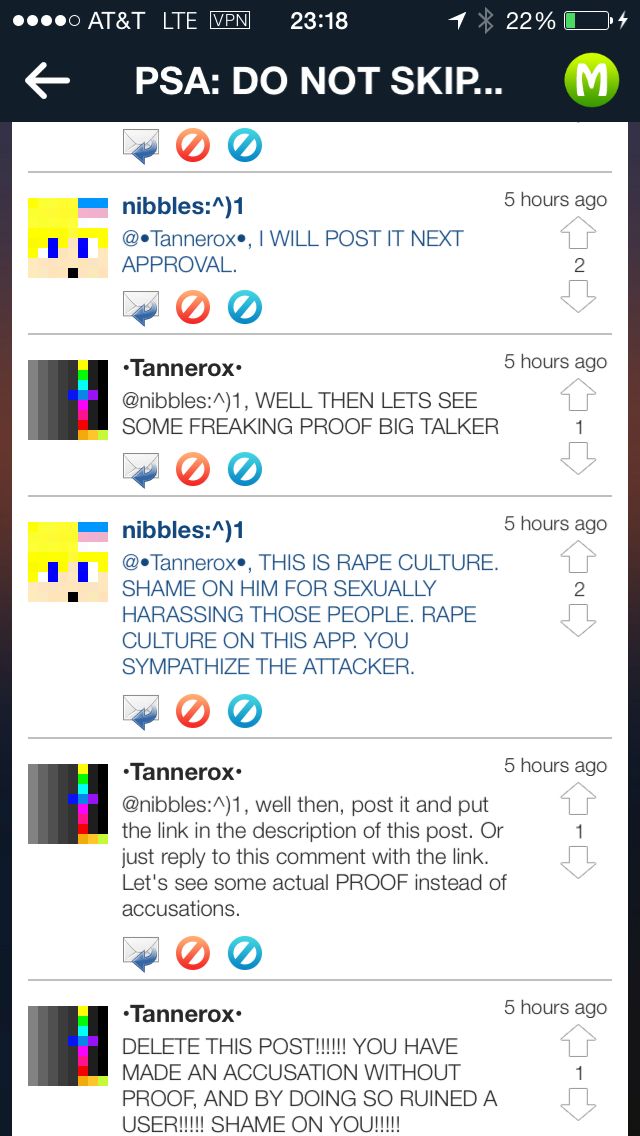 AT&T LTE VPN 23:18 22%
PSA: DO NOT SKIP...
M
nibbles:^)1
5 hours ago
@•Tannerox•, I WILL POST IT NEXT
APPROVAL.
2
•Tannerox•
5 hours ago
@nibbles:^)1, WELL THEN LETS SEE
SOME FREAKING PROOF BIG TALKER
1
nibbles:^)1
5 hours ago
@•Tannerox•, THIS IS RAPE CULTURE.
SHAME ON HIM FOR SEXUALLY
HARASSING THOSE PEOPLE. RAPE
CULTURE ON THIS APP. YOU
SYMPATHIZE THE ATTACKER.
2
•Tannerox•
5 hours ago
@nibbles:^)1, well then, post it and put
the link in the description of this post. Or
just reply to this comment with the link.
Let's see some actual PROOF instead of
accusations.
1
•Tannerox•
5 hours ago
DELETE THIS POST!!!!!! YOU HAVE
MADE AN ACCUSATION WITHOUT
PROOF, AND BY DOING SO RUINED A
USER!!!!! SHAME ON YOU!!!!!
1